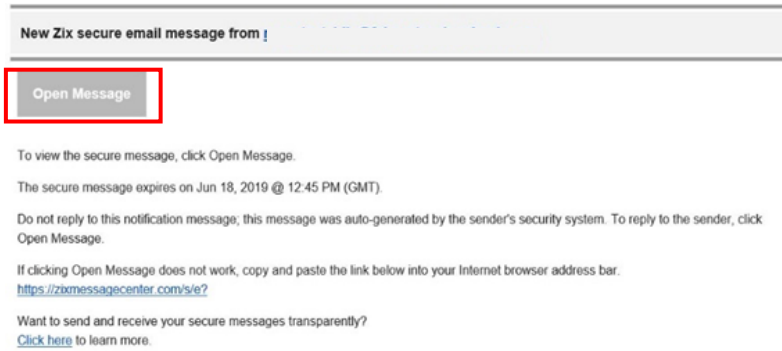 New Zix secure email message from
Open Message
To view the secure message, click Open Message.
The secure message expires on Jun 18, 2019 @ 12:45 PM (GMT).
Do not reply to this notification message; this message was auto-generated by the sender's security system. To reply to the sender, click
Open Message.
If clicking Open Message does not work, copy and paste the link below into your Internet browser address bar.
https://zixmessagecenter.com/s/e?
Want to send and receive your secure messages transparently?
Click here to learn more.